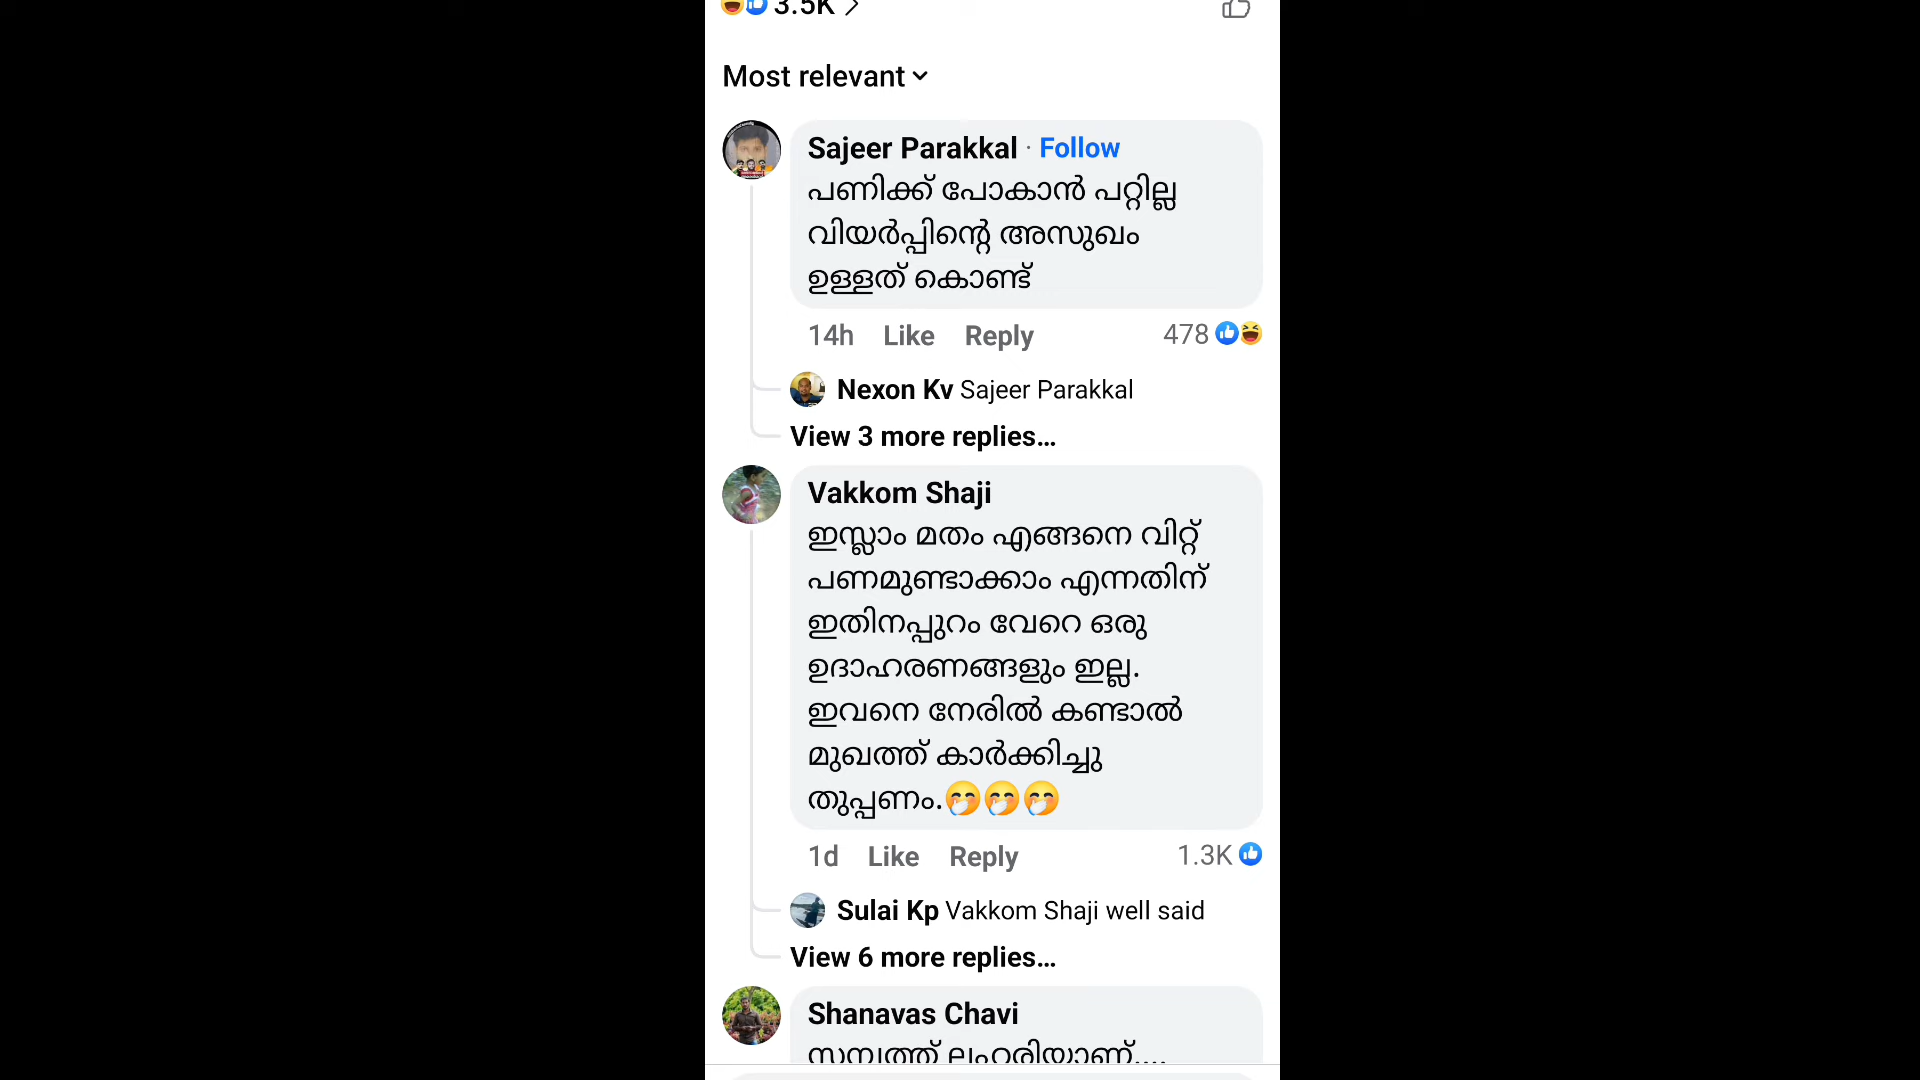 3.5K
Most relevant
Sajeer Parakkal · Follow
പണിക്ക് പോകാൻ പറ്റില്ല
വിയർപ്പിന്റെ അസുഖം
ഉള്ളത് കൊണ്ട്
14h Like Reply 478
Nexon Kv Sajeer Parakkal
View 3 more replies...
Vakkom Shaji
ഇസ്ലാം മതം എങ്ങനെ വിറ്റ്
പണമുണ്ടാക്കാം എന്നതിന്
ഇതിനപ്പുറം വേറെ ഒരു
ഉദാഹരണങ്ങളും ഇല്ല.
ഇവനെ നേരിൽ കണ്ടാൽ
മുഖത്ത് കാർക്കിച്ചു
തുപ്പണം.🤭🤭🤭
1d Like Reply 1.3K
Sulai Kp Vakkom Shaji well said
View 6 more replies...
Shanavas Chavi
സമ്പത്ത് ലഹരിയാണ്....